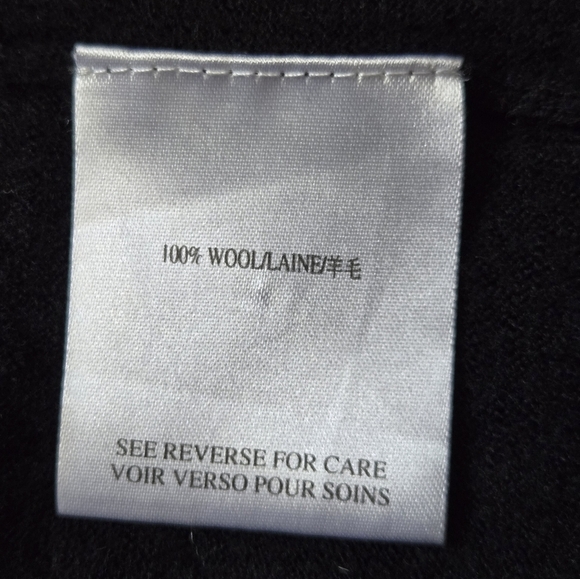 100% WOOL/LAINE/羊毛
SEE REVERSE FOR CARE
VOIR VERSO POUR SOINS